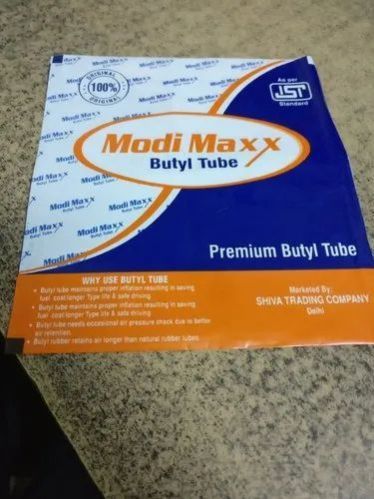 ORIGINAL
100%
ORIGINAL
As per
JST
Standard
Modi Maxx
Butyl Tube
Premium Butyl Tube
WHY USE BUTYL TUBE
• Butyl tube maintains proper inflation resulting in saving
fuel cost longer Type life & safe driving
• Butyl tube maintains proper inflation resulting in saving
fuel cost longer Type life & safe driving
• Butyl tube needs occasional air pressure check due to better
air retention.
• Butyl rubber retains air longer than natural rubber tubes
Marketed By:
SHIVA TRADING COMPANY
Delhi